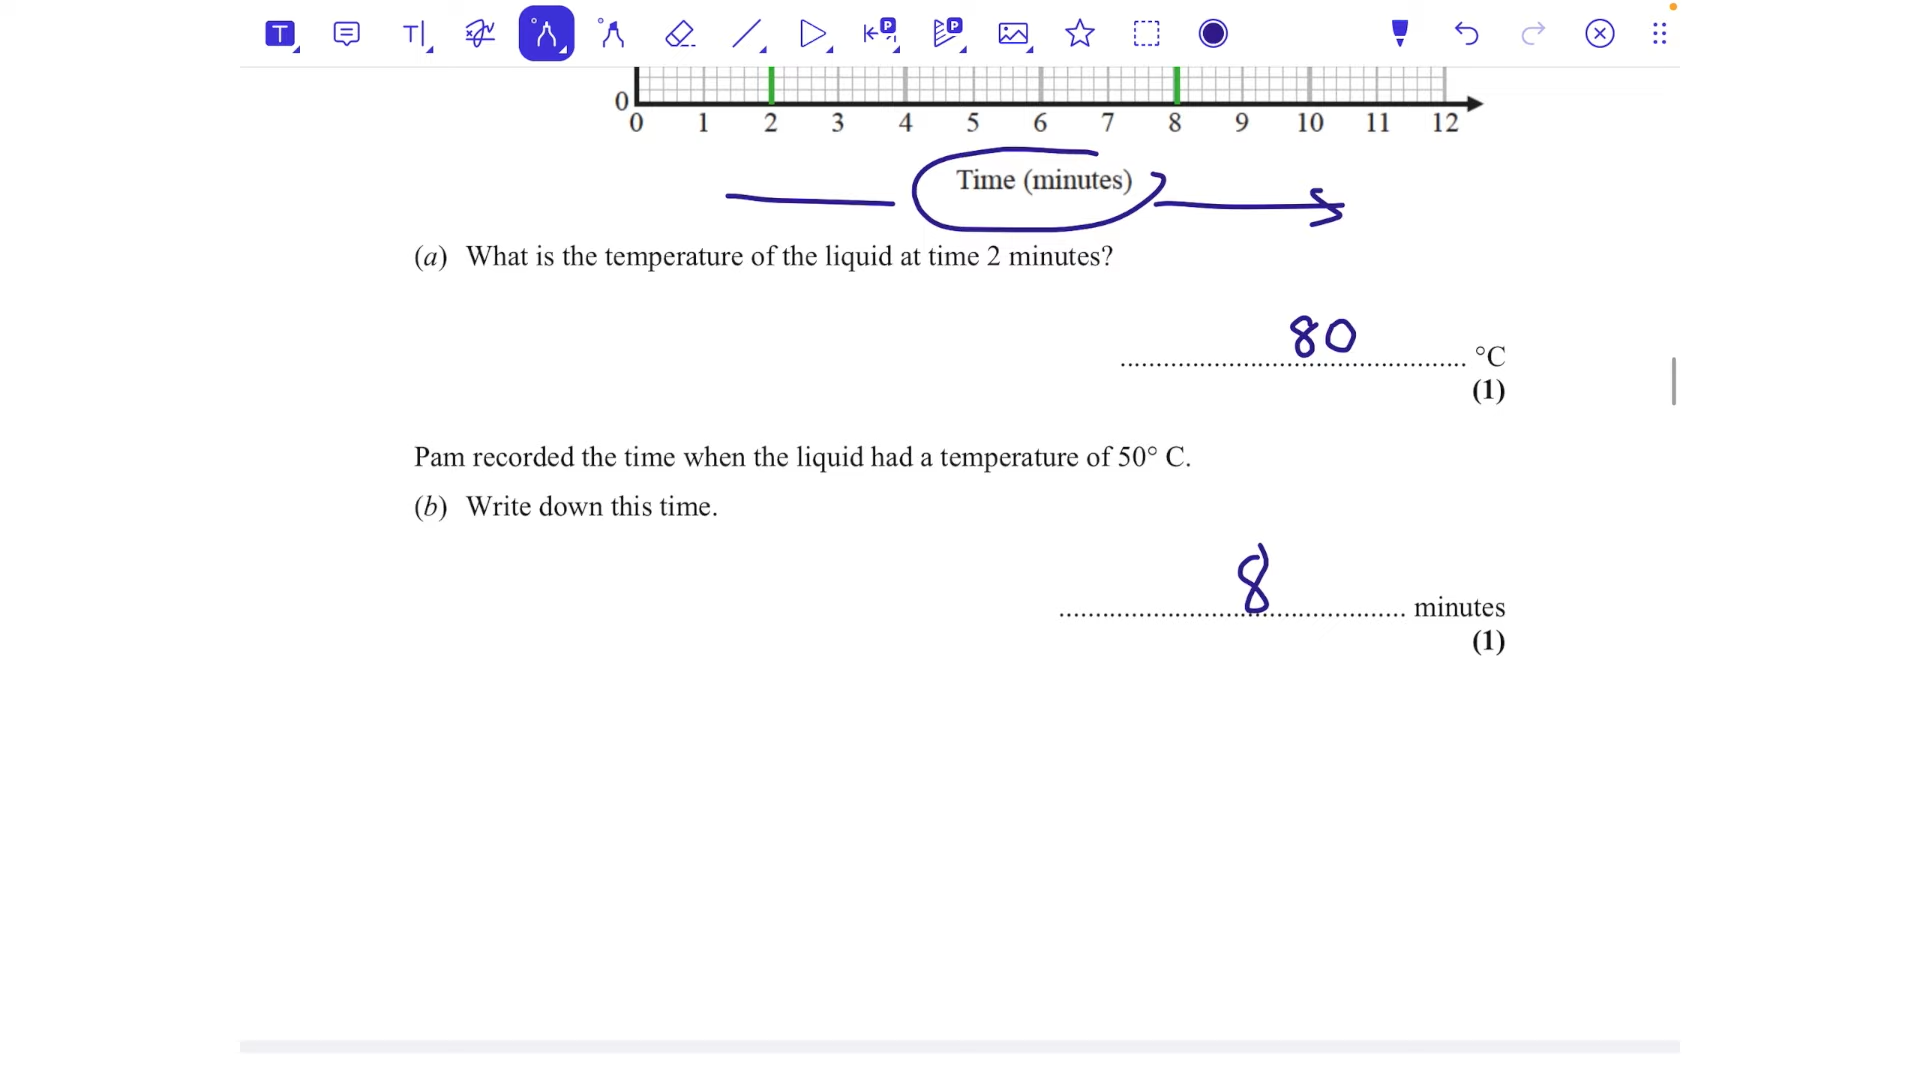 0
0 1 2 3 4 5 6 7 8 9 10 11 12
Time (minutes)
(a) What is the temperature of the liquid at time 2 minutes?
80
°C
(1)
Pam recorded the time when the liquid had a temperature of 50° C.
(b) Write down this time.
8
minutes
(1)